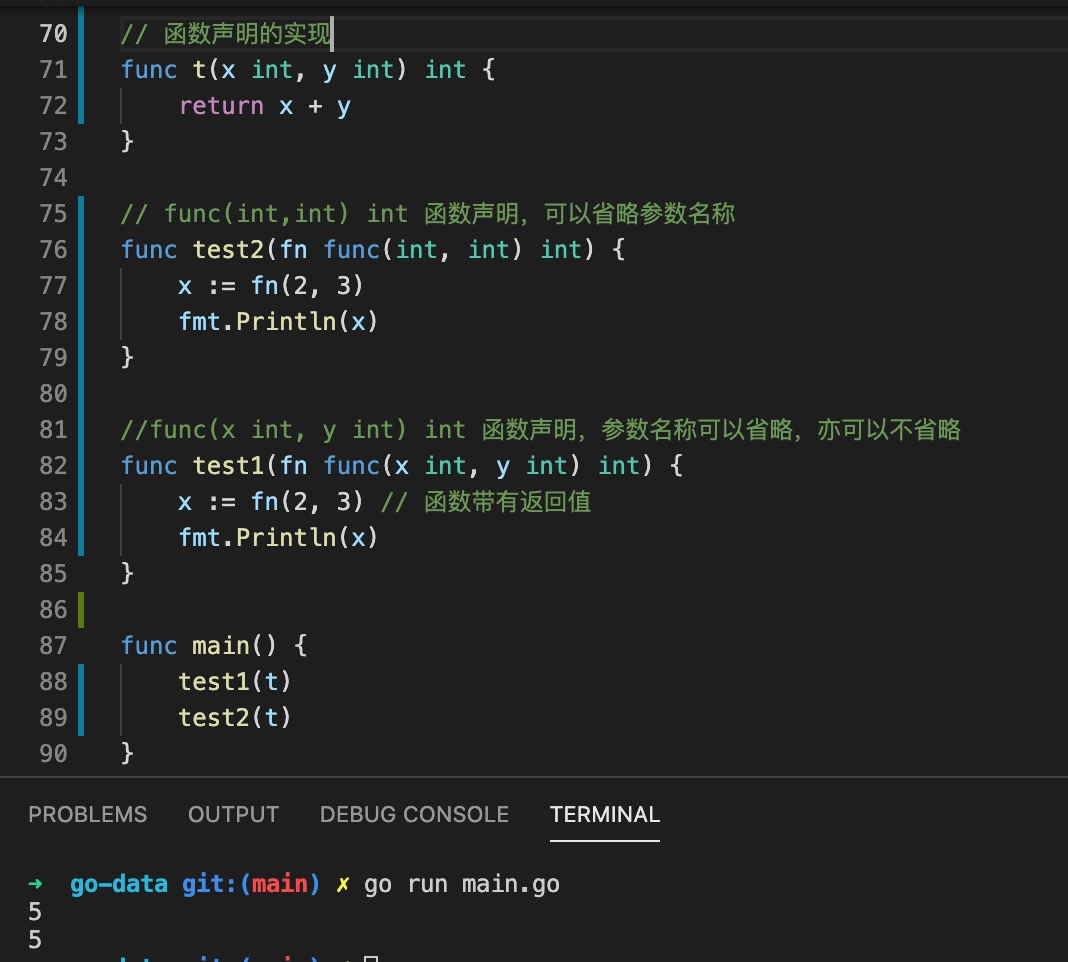 70 // 函数声明的实现
71 func t(x int, y int) int {
72 return x + y
73 }
74
75 // func(int,int) int 函数声明，可以省略参数名称
76 func test2(fn func(int, int) int) {
77 x := fn(2, 3)
78 fmt.Println(x)
79 }
80
81 //func(x int, y int) int 函数声明，参数名称可以省略，亦可以不省略
82 func test1(fn func(x int, y int) int) {
83 x := fn(2, 3) // 函数带有返回值
84 fmt.Println(x)
85 }
86
87 func main() {
88 test1(t)
89 test2(t)
90 }
PROBLEMS OUTPUT DEBUG CONSOLE TERMINAL
➜ go-data git:(main) ✗ go run main.go
5
5